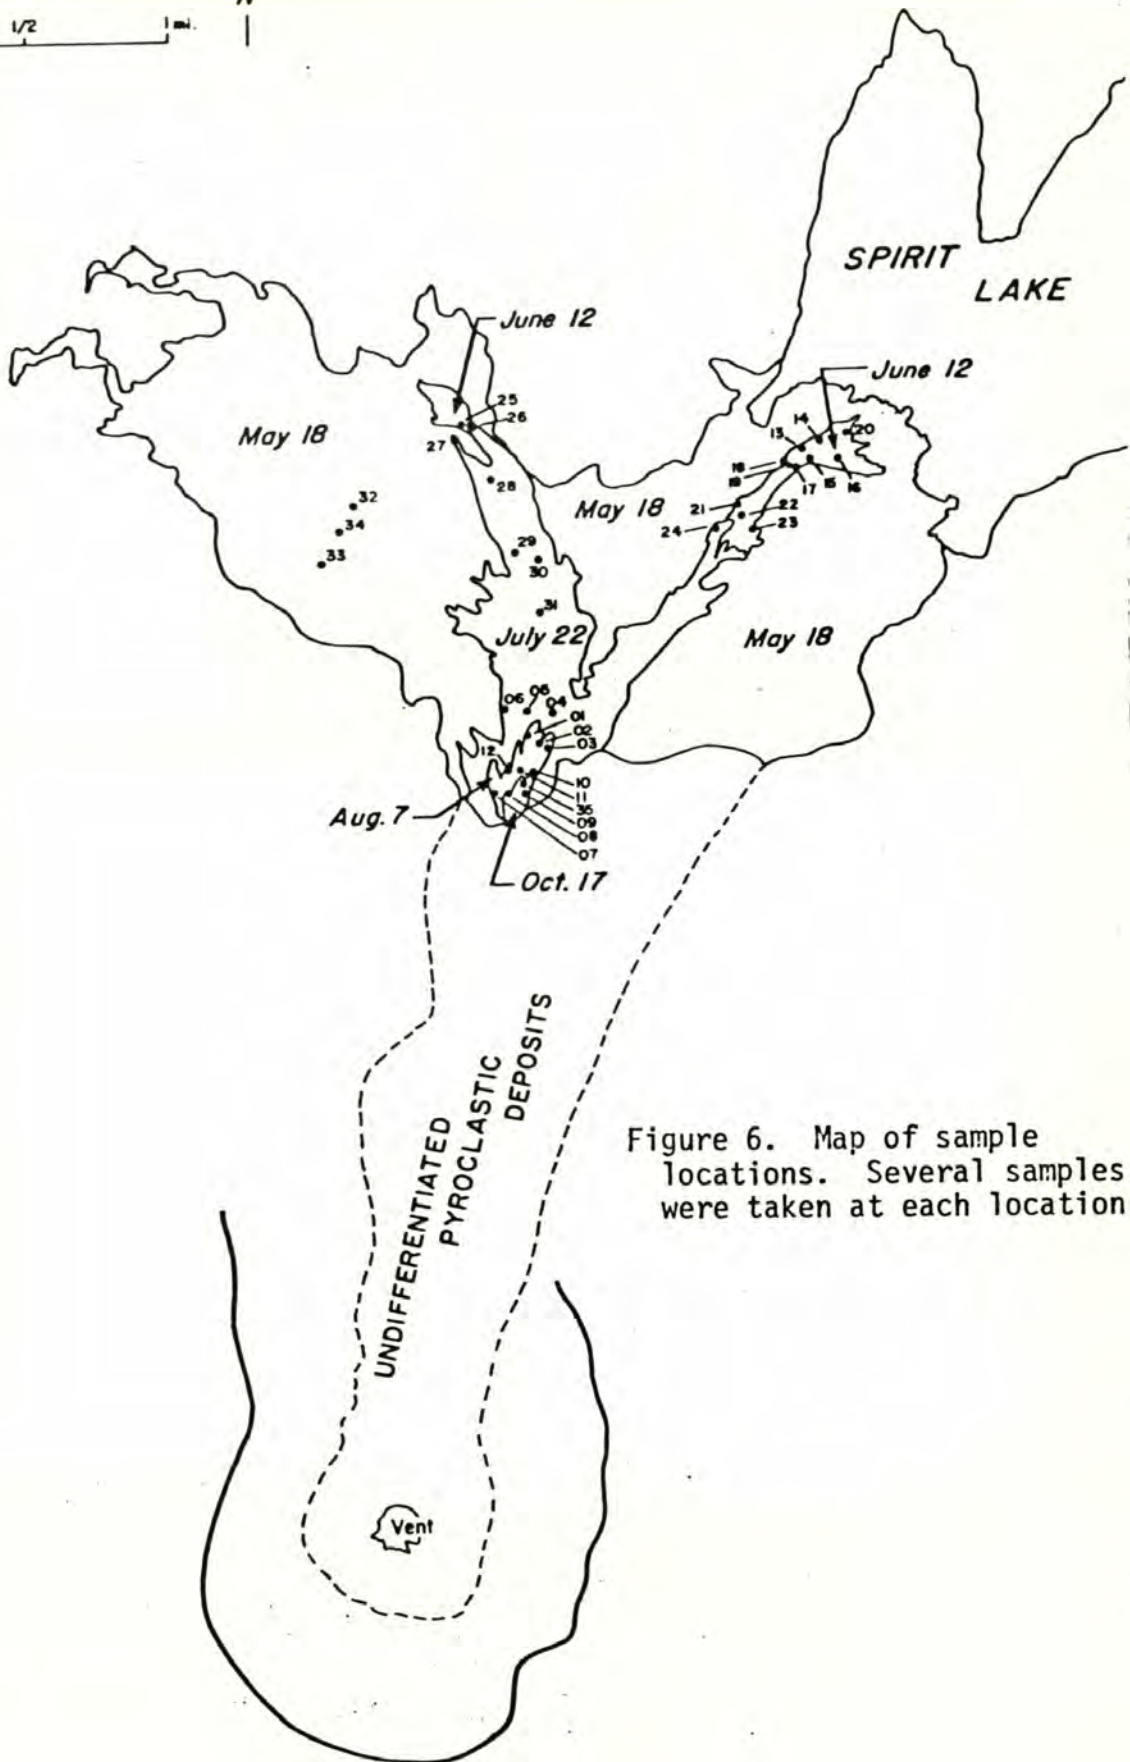 N
1/2
1 mi.
SPIRIT
LAKE
June 12
June 12
25
26
27
May 18
28
14
20
13
18
19
17
15
16
32
34
33
May 18
21
22
24
23
29
30
31
July 22
May 18
06
05
04
01
02
03
12
10
11
35
09
08
07
Aug. 7
Oct. 17
UNDIFFERENTIATED
PYROCLASTIC
DEPOSITS
Figure 6. Map of sample
locations. Several samples
were taken at each location
Vent